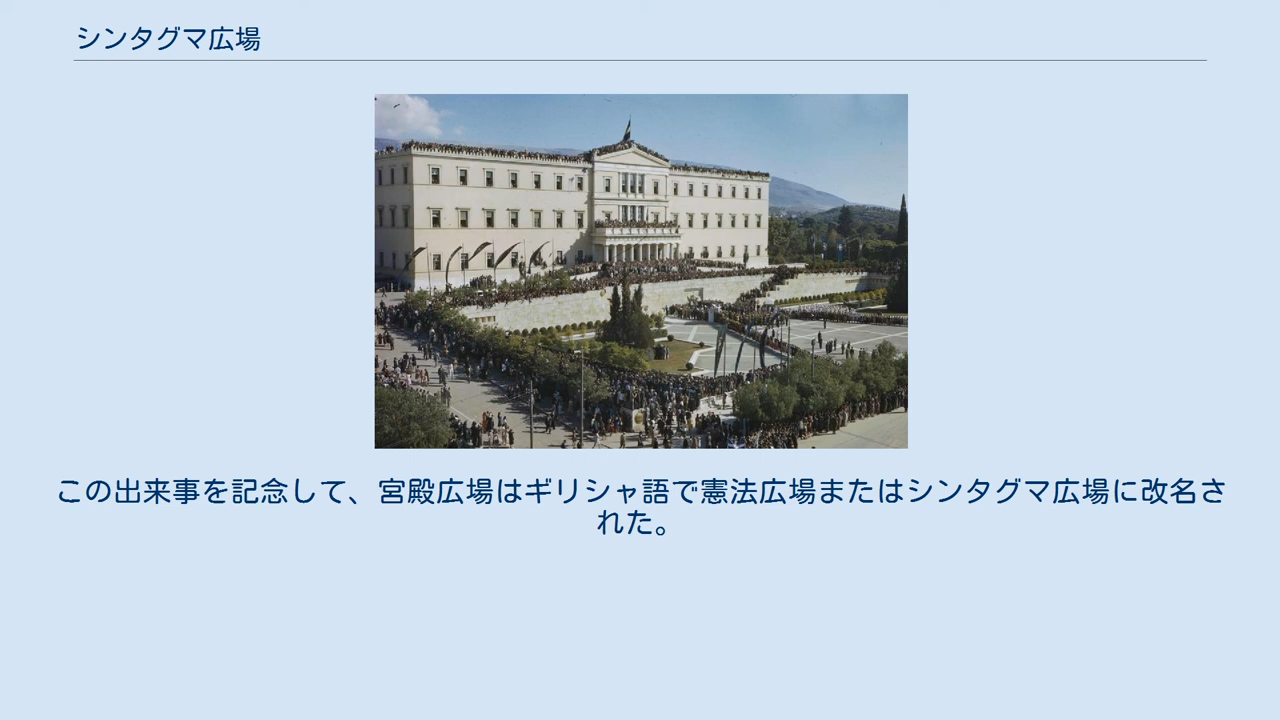 シンタグマ広場
この出来事を記念して、宮殿広場はギリシャ語で憲法広場またはシンタグマ広場に改名さ
れた。